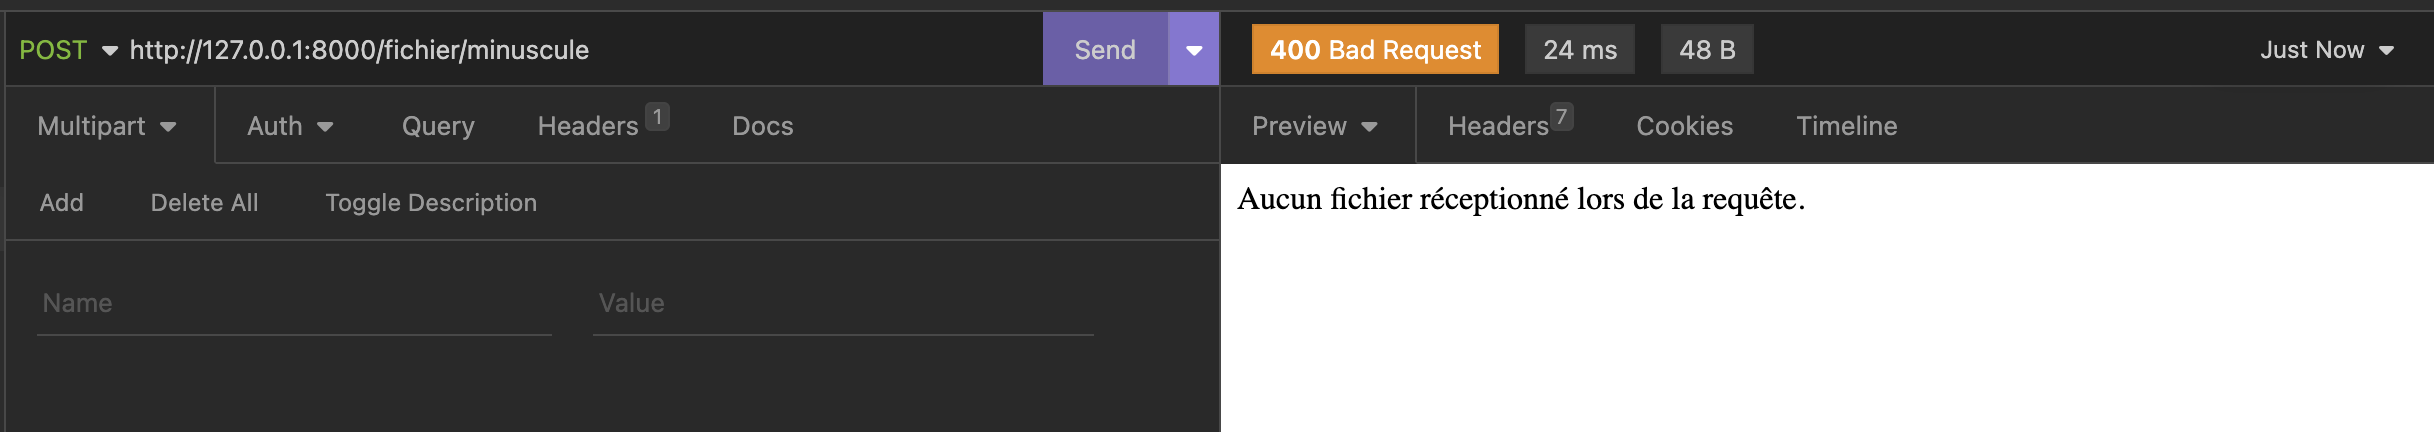 POST http://127.0.0.1:8000/fichier/minuscule Send
Multipart Auth Query Headers 1 Docs
Add Delete All Toggle Description
Name Value
400 Bad Request 24 ms 48 B Just Now
Preview Headers 7 Cookies Timeline
Aucun fichier réceptionné lors de la requête.